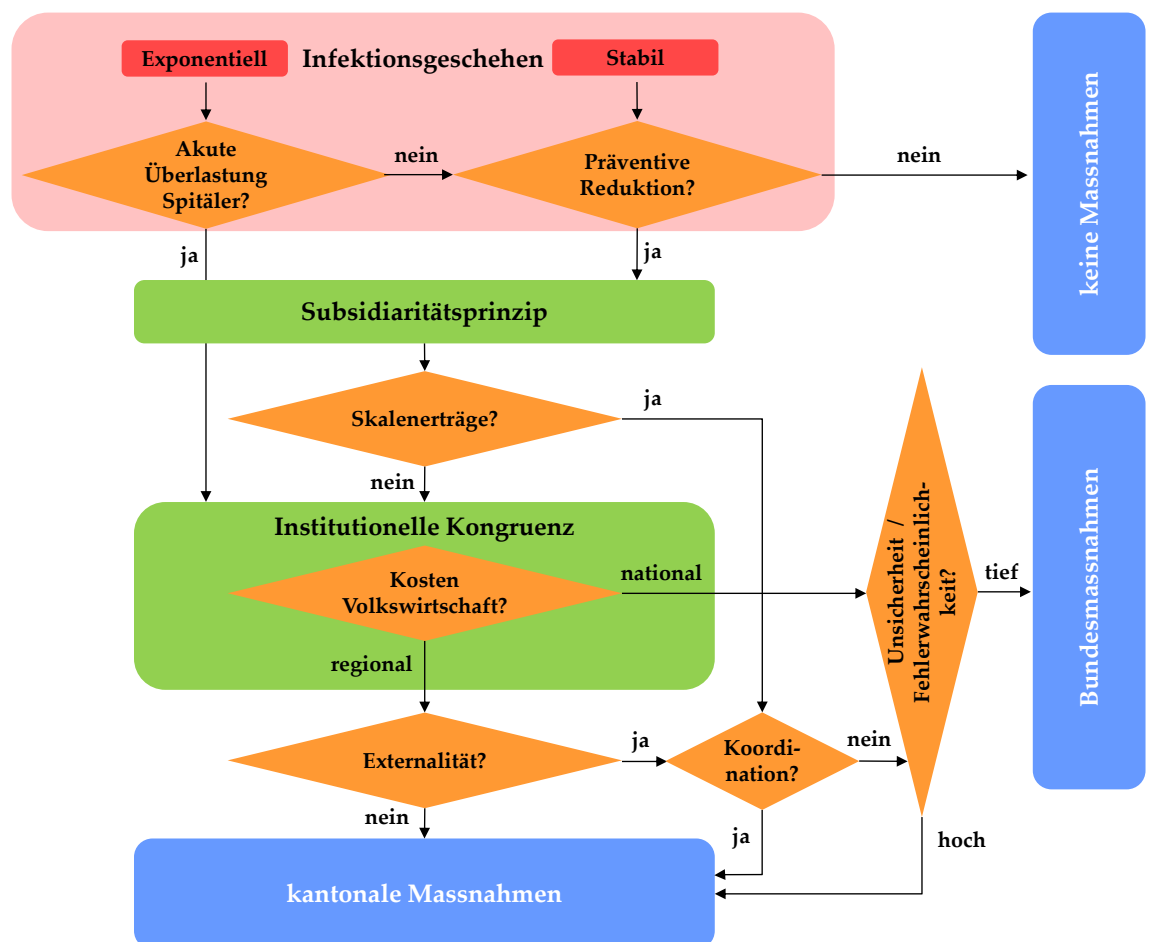 Exponentiell
Infektionsgeschehen
Stabil
Akute
Überlastung
Spitäler?
nein
Präventive
Reduktion?
nein
keine Massnahmen
ja
ja
Subsidiaritätsprinzip
Skalenerträge?
ja
nein
Institutionelle Kongruenz
Kosten
Volkswirtschaft?
national
Unsicherheit /
Fehlerwahrscheinlich-
keit?
tief
Bundesmassnahmen
regional
Externalität?
ja
Koordi-
nation?
nein
nein
ja
hoch
kantonale Massnahmen